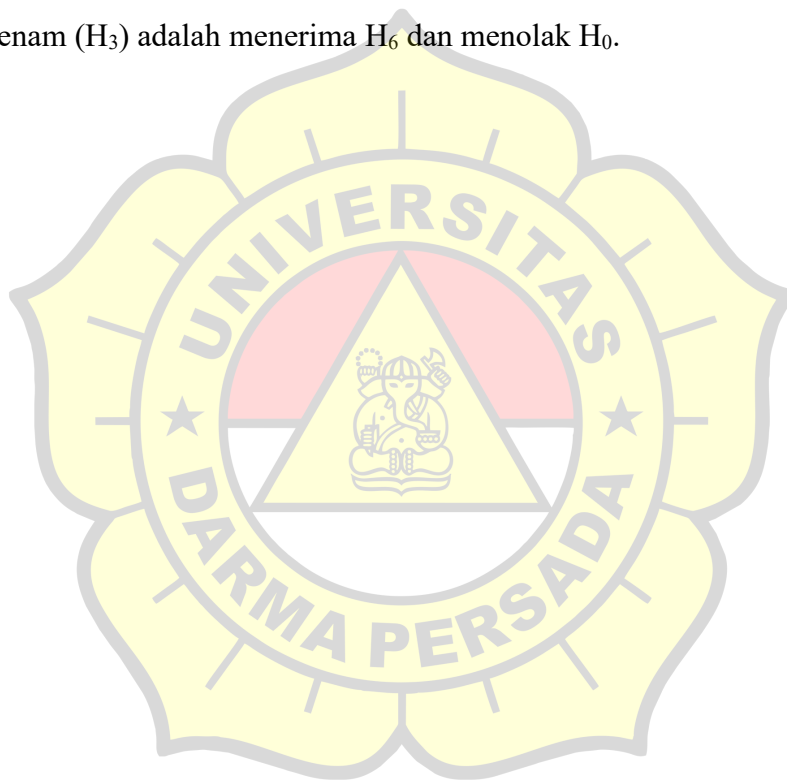 enam (H₃) adalah menerima H₆ dan menolak H₀.
UNIVERSITAS
DARMA PERSADA